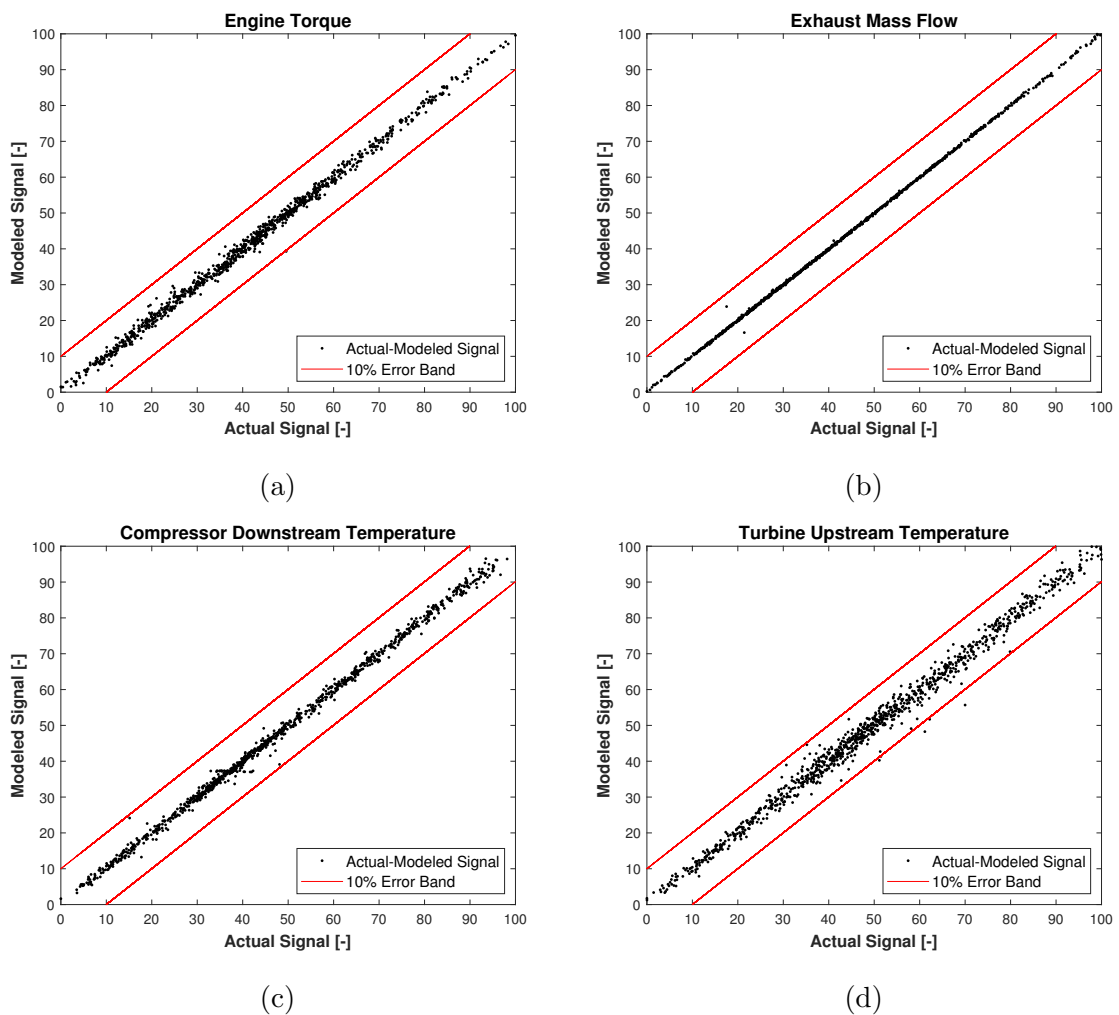 Engine Torque
100
90
80
70
60
50
40
30
20
10
0
Modeled Signal [-]
Actual-Modeled Signal
10% Error Band
0 10 20 30 40 50 60 70 80 90 100
Actual Signal [-]
(a)
Exhaust Mass Flow
100
90
80
70
60
50
40
30
20
10
0
Modeled Signal [-]
Actual-Modeled Signal
10% Error Band
0 10 20 30 40 50 60 70 80 90 100
Actual Signal [-]
(b)
Compressor Downstream Temperature
100
90
80
70
60
50
40
30
20
10
0
Modeled Signal [-]
Actual-Modeled Signal
10% Error Band
0 10 20 30 40 50 60 70 80 90 100
Actual Signal [-]
(c)
Turbine Upstream Temperature
100
90
80
70
60
50
40
30
20
10
0
Modeled Signal [-]
Actual-Modeled Signal
10% Error Band
0 10 20 30 40 50 60 70 80 90 100
Actual Signal [-]
(d)